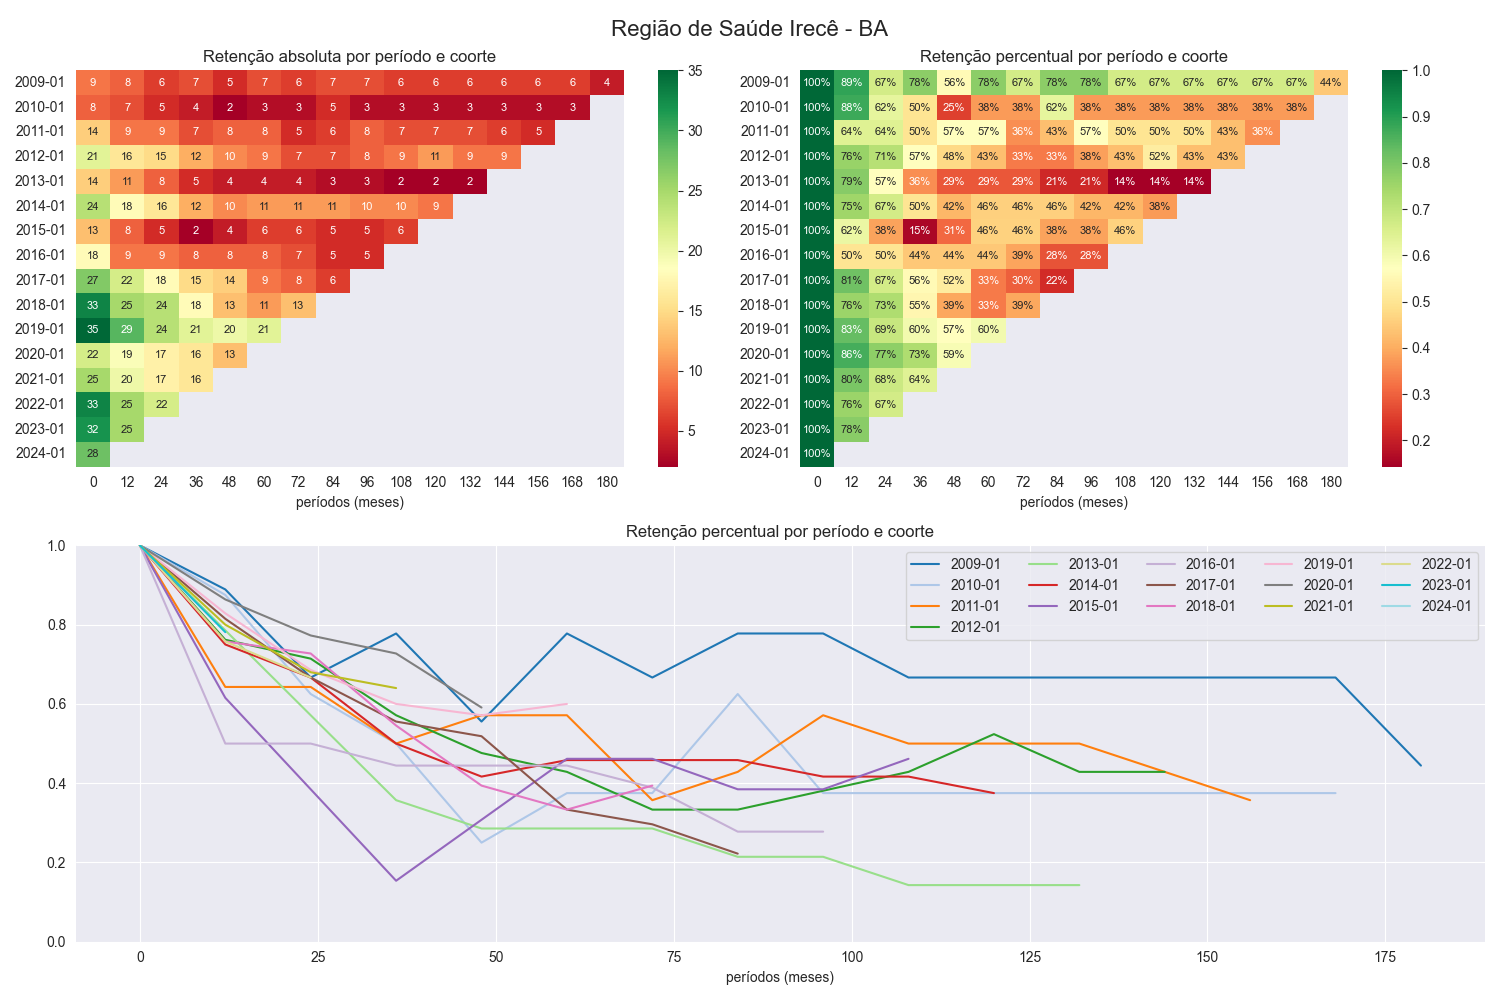 Região de Saúde Irecê - BA
Retenção absoluta por período e coorte
2009-01 9 8 6 7 5 7 6 7 7 6 6 6 6 6 6 4
2010-01 8 7 5 4 2 3 3 5 3 3 3 3 3 3 3
2011-01 14 9 9 7 8 8 5 6 8 7 7 7 6 5
2012-01 21 16 15 12 10 9 7 7 8 9 11 9 9
2013-01 14 11 8 5 4 4 4 3 3 2 2 2
2014-01 24 18 16 12 10 11 11 11 10 10 9
2015-01 13 8 5 2 4 6 6 5 5 6
2016-01 18 9 9 8 8 8 7 5 5
2017-01 27 22 18 15 14 9 8 6
2018-01 33 25 24 18 13 11 13
2019-01 35 29 24 21 20 21
2020-01 22 19 17 16 13
2021-01 25 20 17 16
2022-01 33 25 22
2023-01 32 25
2024-01 28
0 12 24 36 48 60 72 84 96 108 120 132 144 156 168 180
períodos (meses)
35
30
25
20
15
10
5
Retenção percentual por período e coorte
2009-01 100% 89% 67% 78% 56% 78% 67% 78% 78% 67% 67% 67% 67% 67% 67% 44%
2010-01 100% 88% 62% 50% 25% 38% 38% 62% 38% 38% 38% 38% 38% 38% 38%
2011-01 100% 64% 64% 50% 57% 57% 36% 43% 57% 50% 50% 50% 43% 36%
2012-01 100% 76% 71% 57% 48% 43% 33% 33% 38% 43% 52% 43% 43%
2013-01 100% 79% 57% 36% 29% 29% 29% 21% 21% 14% 14% 14%
2014-01 100% 75% 67% 50% 42% 46% 46% 46% 42% 42% 38%
2015-01 100% 62% 38% 15% 31% 46% 46% 38% 38% 46%
2016-01 100% 50% 50% 44% 44% 44% 39% 28% 28%
2017-01 100% 81% 67% 56% 52% 33% 30% 22%
2018-01 100% 76% 73% 55% 39% 33% 39%
2019-01 100% 83% 69% 60% 57% 60%
2020-01 100% 86% 77% 73% 59%
2021-01 100% 80% 68% 64%
2022-01 100% 76% 67%
2023-01 100% 78%
2024-01 100%
0 12 24 36 48 60 72 84 96 108 120 132 144 156 168 180
períodos (meses)
1.0
0.9
0.8
0.7
0.6
0.5
0.4
0.3
0.2
Retenção percentual por período e coorte
1.0
0.8
0.6
0.4
0.2
0.0
2009-01 2013-01 2016-01 2019-01 2022-01
2010-01 2014-01 2017-01 2020-01 2023-01
2011-01 2015-01 2018-01 2021-01 2024-01
2012-01
0 25 50 75 100 125 150 175
períodos (meses)